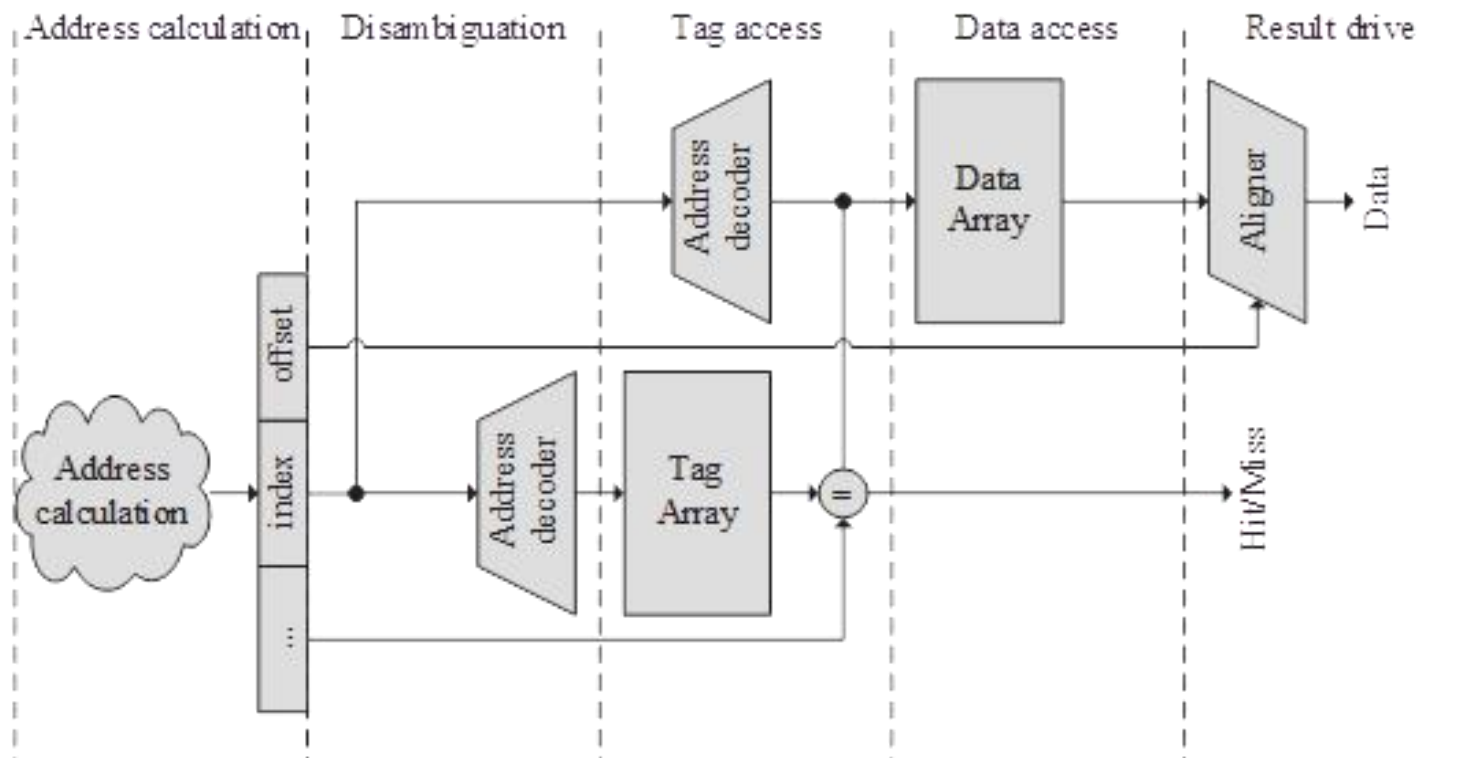 Address calculation
Disambiguation
Tag access
Data access
Result drive
Address
decoder
Data
Array
Aligner
Data
offset
index
...
Address
calculation
Address
decoder
Tag
Array
=
Hit/Miss